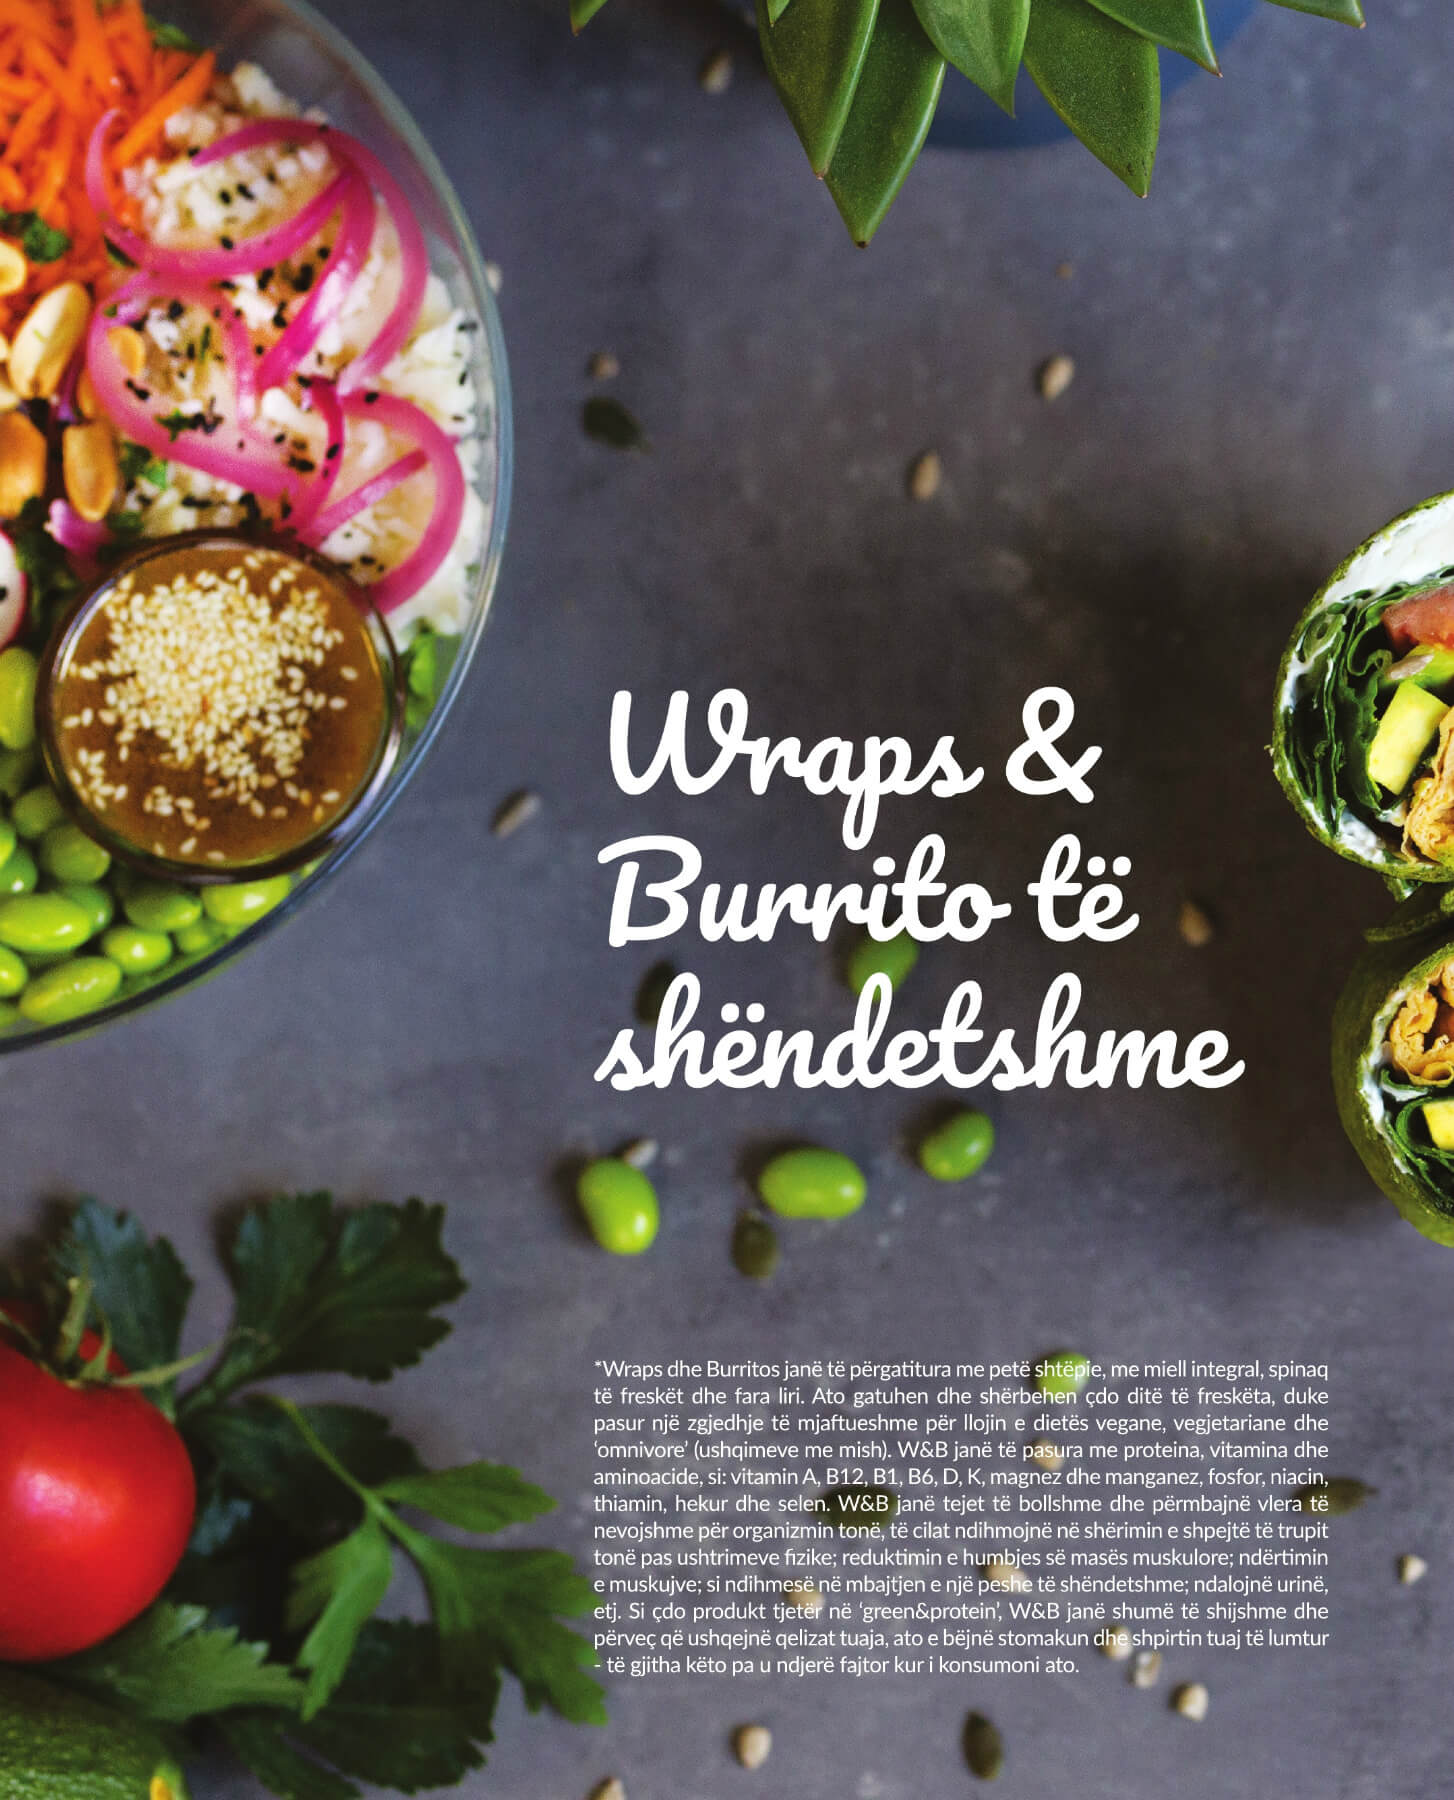 Wraps &
Burrito të
shëndetshme
*Wraps dhe Burritos janë të përgatitura me petë shtëpie, me miell integral, spinaq
të freskët dhe fara liri. Ato gatuhen dhe shërbehen çdo ditë të freskëta, duke
pasur një zgjedhje të mjaftueshme për llojin e dietës vegane, vegjetariane dhe
‘omnivore’ (ushqimeve me mish). W&B janë të pasura me proteina, vitamina dhe
aminoacide, si: vitamin A, B12, B1, B6, D, K, magnez dhe manganez, fosfor, niacin,
thiamin, hekur dhe selen. W&B janë tejet të bollshme dhe përmbajnë vlera të
nevojshme për organizmin tonë, të cilat ndihmojnë në shërimin e shpejtë të trupit
tonë pas ushtrimeve fizike; reduktimin e humbjes së masës muskulore; ndërtimin
e muskujve; si ndihmesë në mbajtjen e një peshe të shëndetshme; ndalojnë urinë,
etj. Si çdo produkt tjetër në ‘green&protein’, W&B janë shumë të shijshme dhe
përveç që ushqejnë qelizat tuaja, ato e bëjnë stomakun dhe shpirtin tuaj të lumtur
- të gjitha këto pa u ndjerë fajtor kur i konsumoni ato.